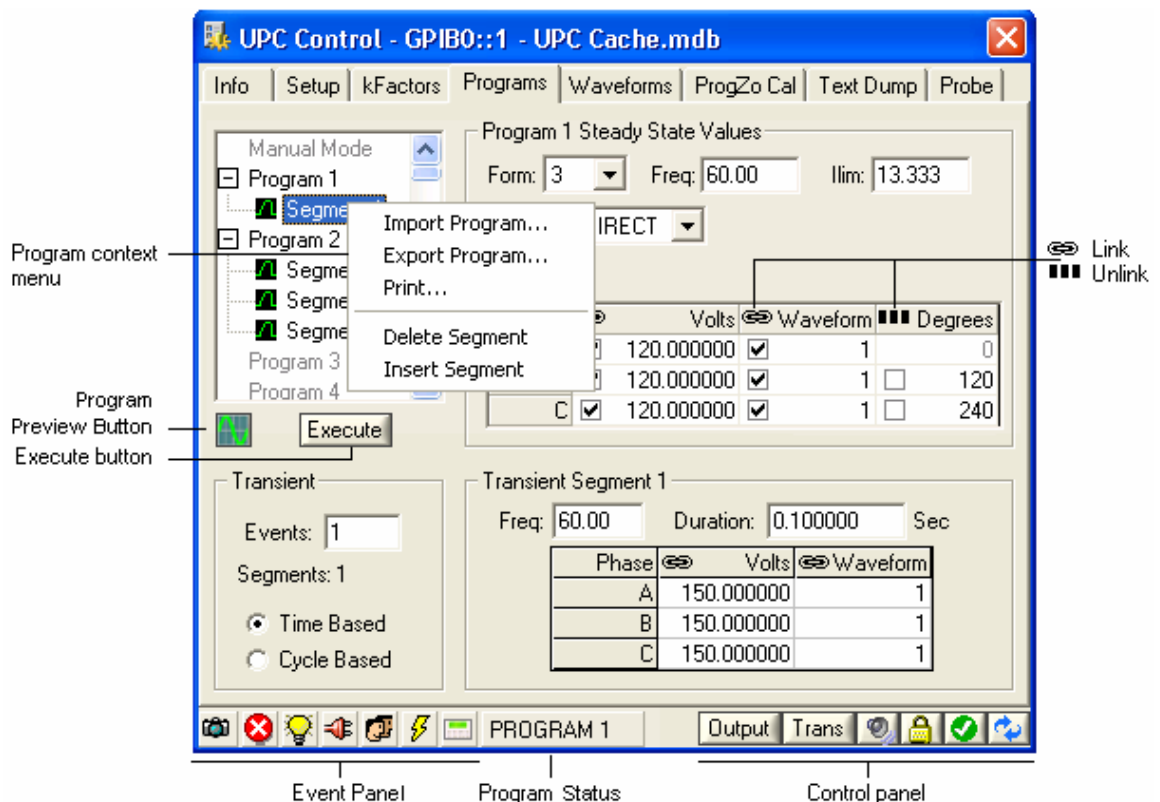 UPC Control - GPIB0::1 - UPC Cache.mdb
Info Setup kFactors Programs Waveforms ProgZo Cal Text Dump Probe
Manual Mode
Program 1
Program 2
Segme
Segme
Segme
Program 3
Program 4
Import Program...
Export Program...
Print...
Delete Segment
Insert Segment
Program 1 Steady State Values
Form: 3 Freq: 60.00 Ilim: 13.333
IRECT
Volts Waveform Degrees
120.000000 1 0
120.000000 1 120
C 120.000000 1 240
Program context
menu
Link
Unlink
Program
Preview Button
Execute button
Execute
Transient
Events: 1
Segments: 1
Time Based
Cycle Based
Transient Segment 1
Freq: 60.00 Duration: 0.100000 Sec
Phase Volts Waveform
A 150.000000 1
B 150.000000 1
C 150.000000 1
PROGRAM 1
Output Trans
Event Panel Program Status Control panel